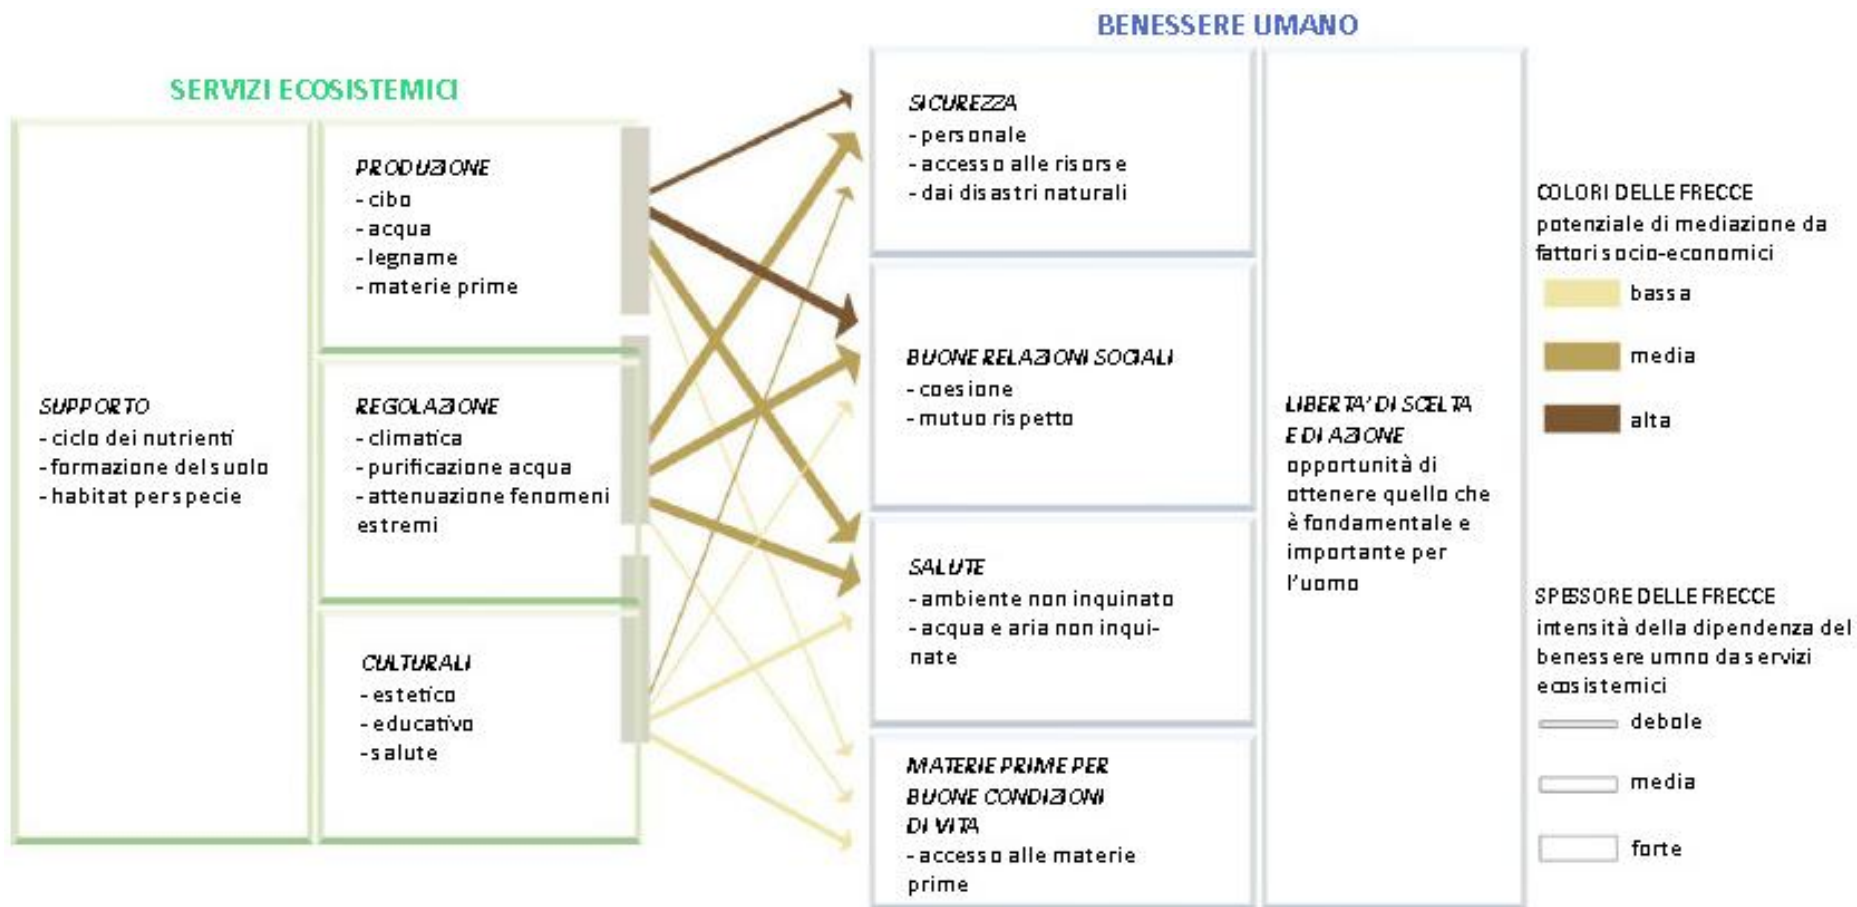 SERVIZI ECOSISTEMICI
SUPPORTO
- ciclo dei nutrienti
- formazione del suolo
- habitat per specie
PRODUZIONE
- cibo
- acqua
- legname
- materie prime
REGOLAZIONE
- climatica
- purificazione acqua
- attenuazione fenomeni
estremi
CULTURALI
- estetico
- educativo
- salute
BENESSERE UMANO
SICUREZZA
- personale
- accesso alle risorse
- dai disastri naturali
BUONE RELAZIONI SOCIALI
- coesione
- mutuo rispetto
SALUTE
- ambiente non inquinato
- acqua e aria non inqui-
nate
MATERIE PRIME PER
BUONE CONDIZIONI
DI VITA
- accesso alle materie
prime
LIBERTA' DI SCELTA
E DI AZIONE
opportunità di
ottenere quello che
è fondamentale e
importante per
l'uomo
COLORI DELLE FRECCE
potenziale di mediazione da
fattori socio-economici
bassa
media
alta
SPESSORE DELLE FRECCE
intensità della dipendenza del
benessere umno da servizi
ecosistemici
debole
media
forte